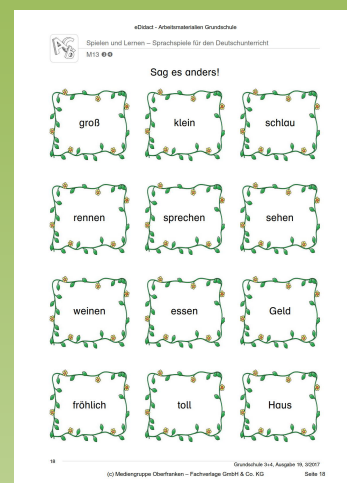 eDidact - Arbeitsmaterialien Grundschule
Spielen und Lernen – Sprachspiele für den Deutschunterricht
M13
Sag es anders!
groß klein schlau
rennen sprechen sehen
weinen essen Geld
fröhlich toll Haus
18
Grundschule 3+4, Ausgabe 19, 3/2017
(c) Mediengruppe Oberfranken – Fachverlage GmbH & Co. KG Seite 18